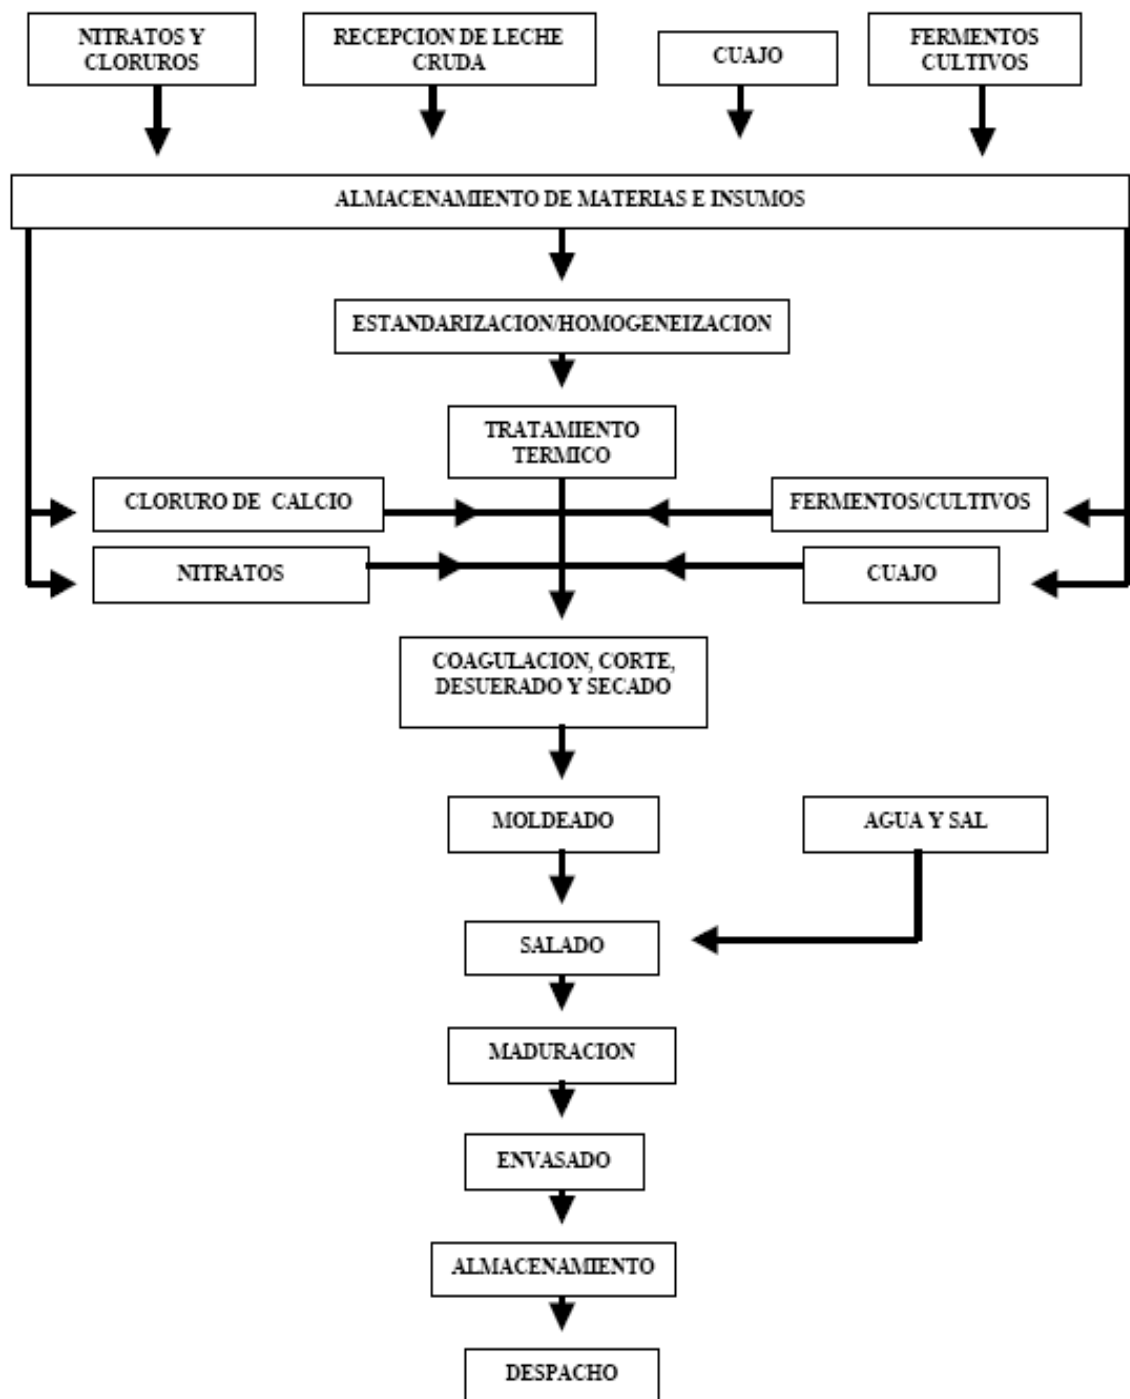 NITRATOS Y
CLORUROS
RECEPCION DE LECHE
CRUDA
CUAJO
FERMENTOS
CULTIVOS
ALMACENAMIENTO DE MATERIAS E INSUMOS
ESTANDARIZACION/HOMOGENEIZACION
TRATAMIENTO
TERMICO
CLORURO DE CALCIO
FERMENTOS/CULTIVOS
NITRATOS
CUAJO
COAGULACION, CORTE,
DESUERADO Y SECADO
MOLDEADO
AGUA Y SAL
SALADO
MADURACION
ENVASADO
ALMACENAMIENTO
DESPACHO